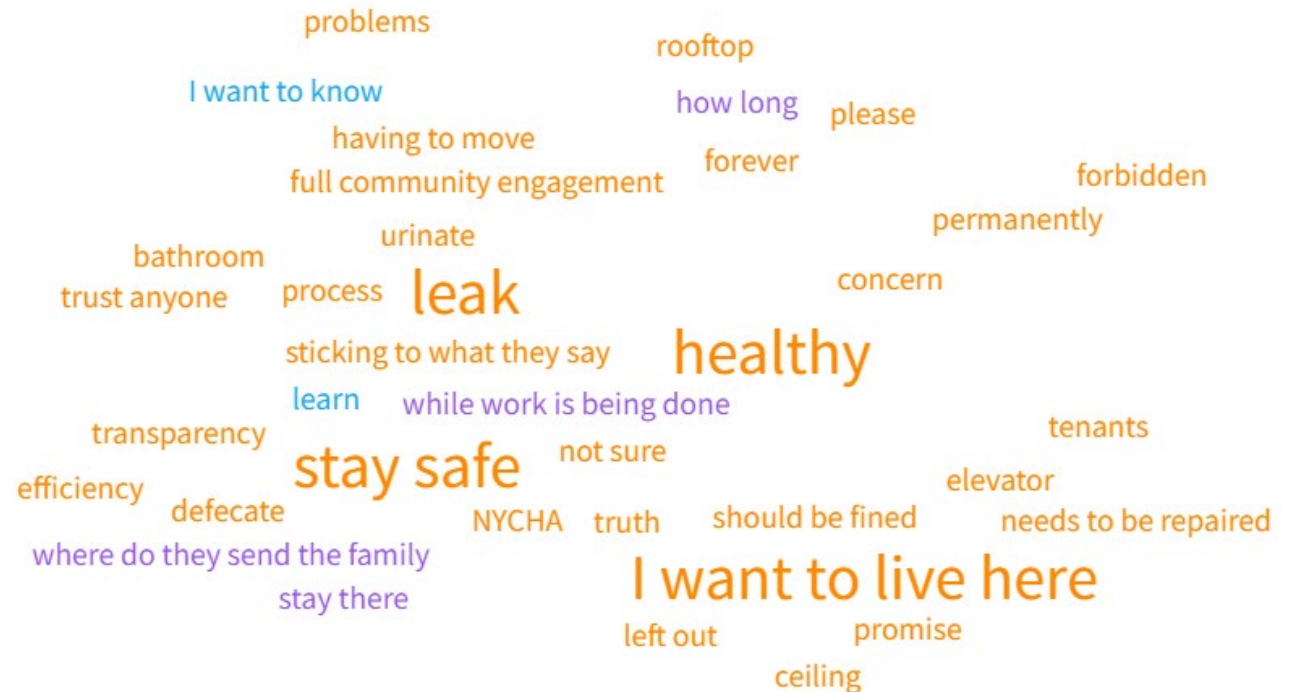 problems
rooftop
I want to know
how long
please
having to move
forever
full community engagement
forbidden
permanently
urinate
bathroom
concern
trust anyone
process
leak
sticking to what they say
healthy
learn
while work is being done
tenants
transparency
not sure
stay safe
elevator
efficiency
defecate
NYCHA
truth
should be fined
needs to be repaired
where do they send the family
I want to live here
stay there
left out
promise
ceiling